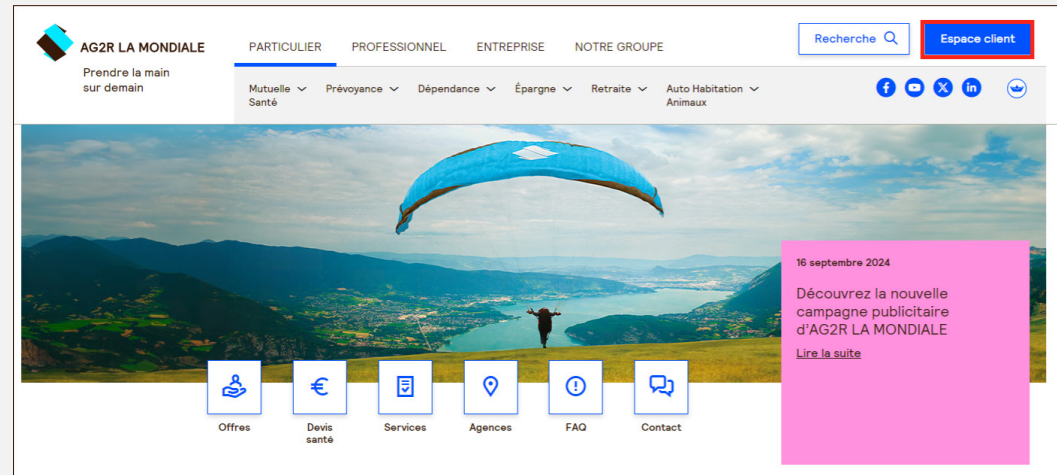 AG2R LA MONDIALE
Prendre la main
sur demain
PARTICULIER PROFESSIONNEL ENTREPRISE NOTRE GROUPE
Recherche
Espace client
Mutuelle Santé
Prévoyance
Dépendance
Épargne
Retraite
Auto Habitation
Animaux
16 septembre 2024
Découvrez la nouvelle
campagne publicitaire
d'AG2R LA MONDIALE
Lire la suite
Offres
Devis
santé
Services
Agences
FAQ
Contact